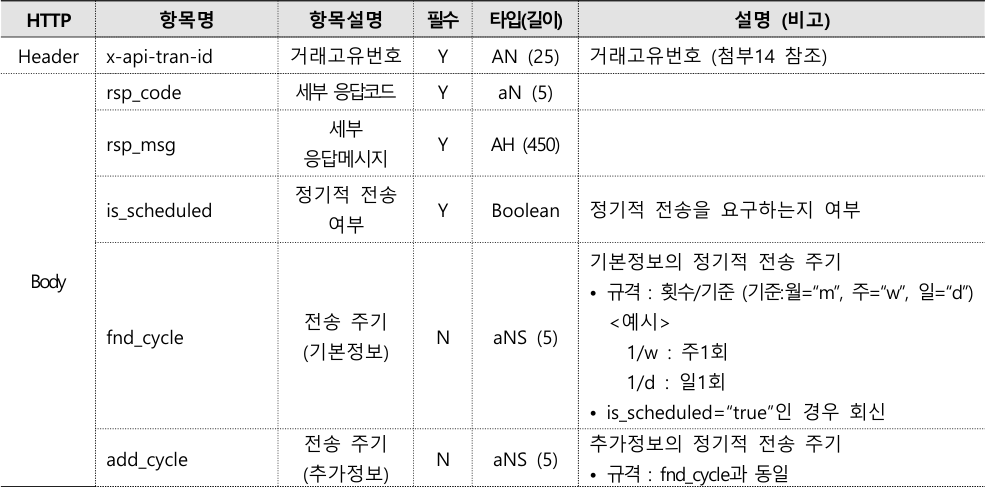 HTTP 항목명 항목설명 필수 타입(길이) 설명 (비고)
Header x-api-tran-id 거래고유번호 Y AN (25) 거래고유번호 (첨부14 참조)
Body
rsp_code 세부 응답코드 Y aN (5)
rsp_msg 세부
응답메시지 Y AH (450)
is_scheduled 정기적 전송
여부 Y Boolean 정기적 전송을 요구하는지 여부
fnd_cycle 전송 주기
(기본정보) N aNS (5) 기본정보의 정기적 전송 주기
• 규격 : 횟수/기준 (기준:월=“m”, 주=“w”, 일=“d”)
<예시>
1/w : 주1회
1/d : 일1회
• is_scheduled=“true”인 경우 회신
add_cycle 전송 주기
(추가정보) N aNS (5) 추가정보의 정기적 전송 주기
• 규격 : fnd_cycle과 동일